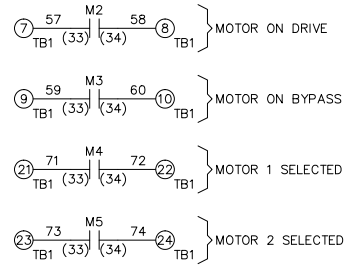 M2
7 57 58 8 MOTOR ON DRIVE
TB1 (33) (34) TB1
M3
9 59 60 10 MOTOR ON BYPASS
TB1 (33) (34) TB1
M4
21 71 72 22 MOTOR 1 SELECTED
TB1 (33) (34) TB1
M5
23 73 74 24 MOTOR 2 SELECTED
TB1 (33) (34) TB1